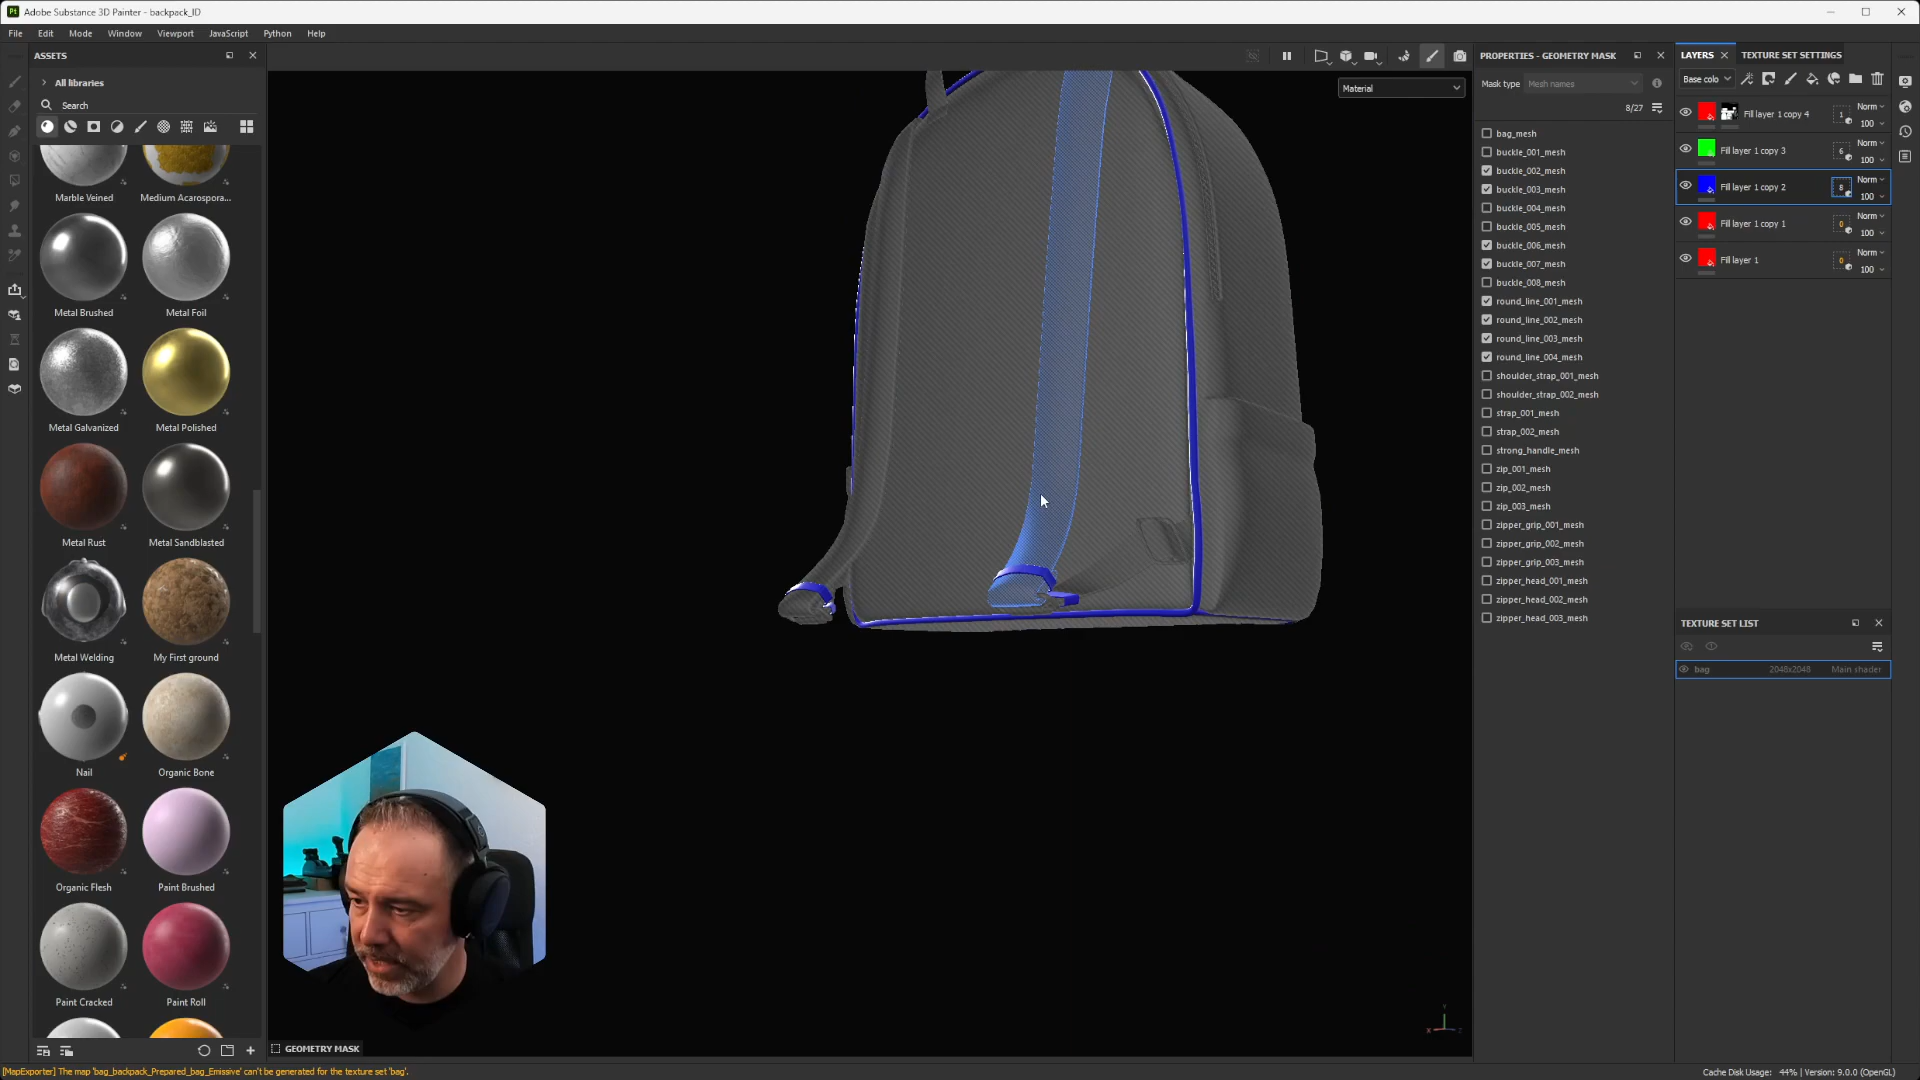 Adobe Substance 3D Painter - backpack_ID
File Edit Mode Window Viewport JavaScript Python Help
ASSETS
All libraries
Search
Marble Veined
Medium Acarospora...
Metal Brushed
Metal Foil
Metal Galvanized
Metal Polished
Metal Rust
Metal Sandblasted
Metal Welding
My First ground
Nail
Organic Bone
Organic Flesh
Paint Brushed
Paint Cracked
Paint Roll
Material
GEOMETRY MASK
PROPERTIES - GEOMETRY MASK
Mask type Mesh names
8/27
bag_mesh
buckle_001_mesh
buckle_002_mesh
buckle_003_mesh
buckle_004_mesh
buckle_005_mesh
buckle_006_mesh
buckle_007_mesh
buckle_008_mesh
round_line_001_mesh
round_line_002_mesh
round_line_003_mesh
round_line_004_mesh
shoulder_strap_001_mesh
shoulder_strap_002_mesh
strap_001_mesh
strap_002_mesh
strong_handle_mesh
zip_001_mesh
zip_002_mesh
zip_003_mesh
zipper_grip_001_mesh
zipper_grip_002_mesh
zipper_grip_003_mesh
zipper_head_001_mesh
zipper_head_002_mesh
zipper_head_003_mesh
LAYERS TEXTURE SET SETTINGS
Base colo
Fill layer 1 copy 4 1 Norm
100
Fill layer 1 copy 3 6 Norm
100
Fill layer 1 copy 2 8 Norm
100
Fill layer 1 copy 1 0 Norm
100
Fill layer 1 0 Norm
100
TEXTURE SET LIST
bag 2048x2048 Main shader
[MapExporter] The map 'bag_backpack_Prepared_bag_Emissive' can't be generated for the texture set 'bag'.
Cache Disk Usage: 44% | Version: 9.0.0 (OpenGL)